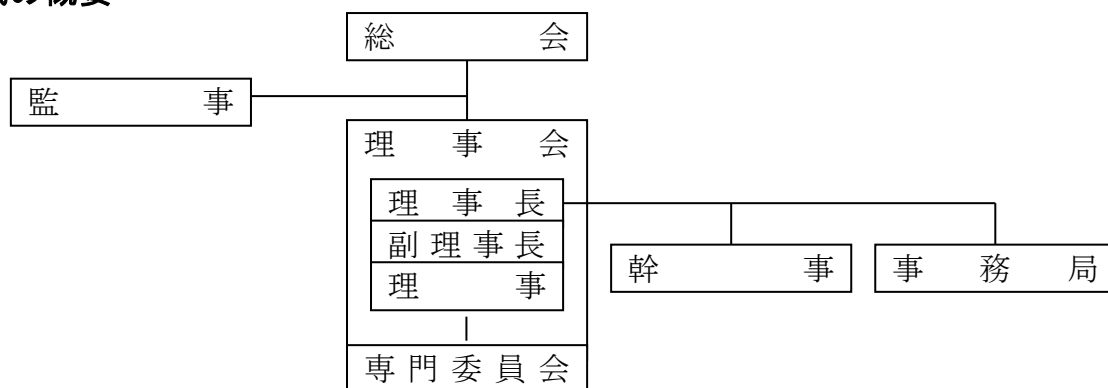 の概要
総会
監事
理事会
理事長
副理事長
理事
幹事
事務局
専門委員会